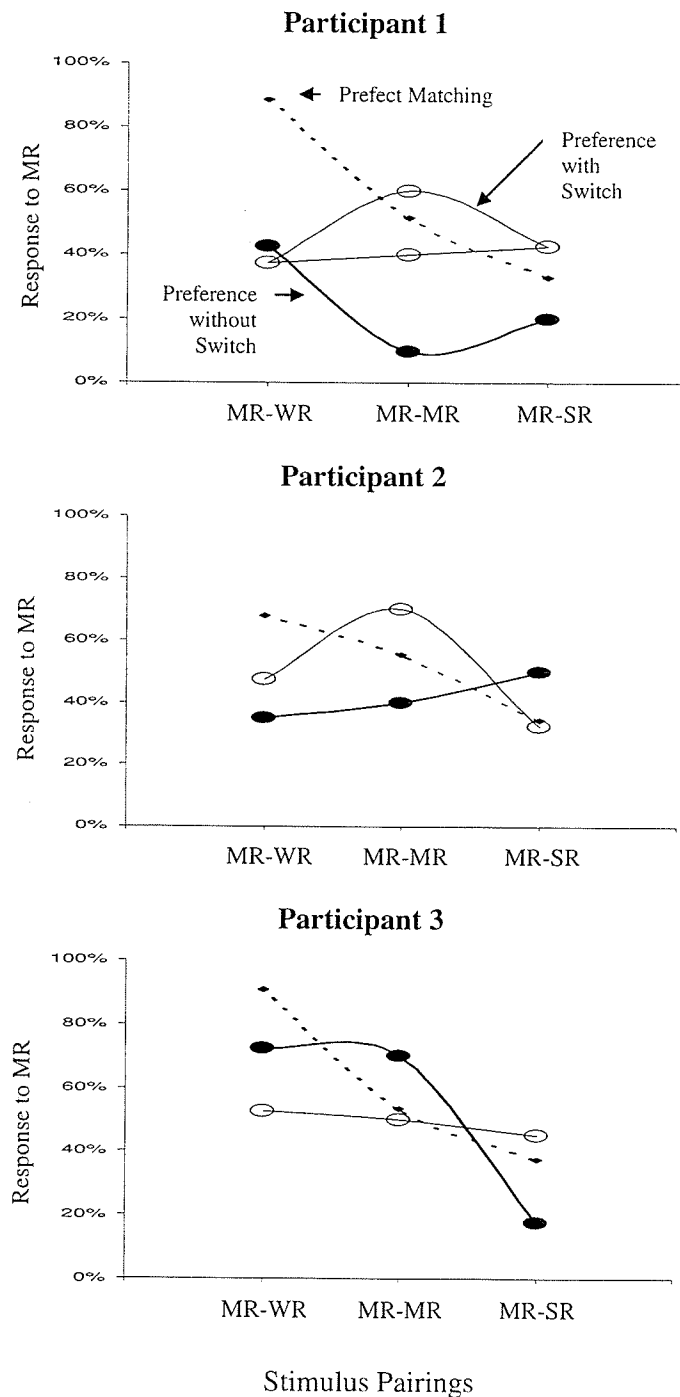 Participant 1
Response to MR
100%
80%
60%
40%
20%
0%
Prefect Matching
Preference
with
Switch
Preference
without
Switch
MR-WR MR-MR MR-SR
Participant 2
Response to MR
100%
80%
60%
40%
20%
0%
MR-WR MR-MR MR-SR
Participant 3
Response to MR
100%
80%
60%
40%
20%
0%
MR-WR MR-MR MR-SR
Stimulus Pairings